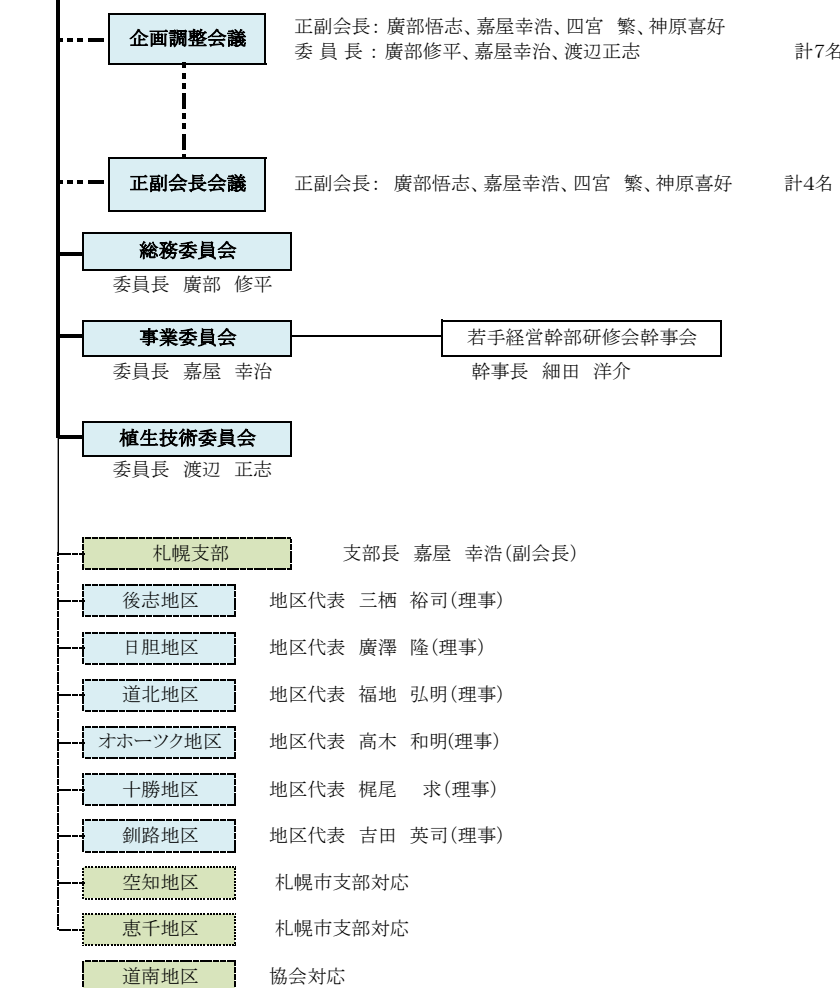 企画調整会議
正副会長: 廣部悟志、嘉屋幸浩、四宮 繁、神原喜好
委 員 長 : 廣部修平、嘉屋幸治、渡辺正志 計7名
正副会長会議
正副会長: 廣部悟志、嘉屋幸浩、四宮 繁、神原喜好 計4名
総務委員会
委員長 廣部 修平
事業委員会 若手経営幹部研修会幹事会
委員長 嘉屋 幸治 幹事長 細田 洋介
植生技術委員会
委員長 渡辺 正志
札幌支部 支部長 嘉屋 幸浩(副会長)
後志地区 地区代表 三栖 裕司(理事)
日胆地区 地区代表 廣澤 隆(理事)
道北地区 地区代表 福地 弘明(理事)
オホーツク地区 地区代表 高木 和明(理事)
十勝地区 地区代表 梶尾 求(理事)
釧路地区 地区代表 吉田 英司(理事)
空知地区 札幌市支部対応
恵千地区 札幌市支部対応
道南地区 協会対応